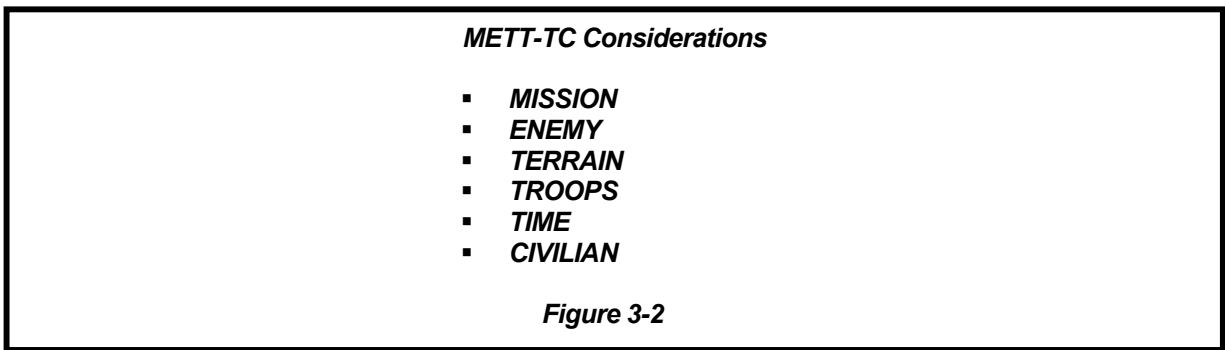 METT-TC Considerations
▪ MISSION
▪ ENEMY
▪ TERRAIN
▪ TROOPS
▪ TIME
▪ CIVILIAN
Figure 3-2